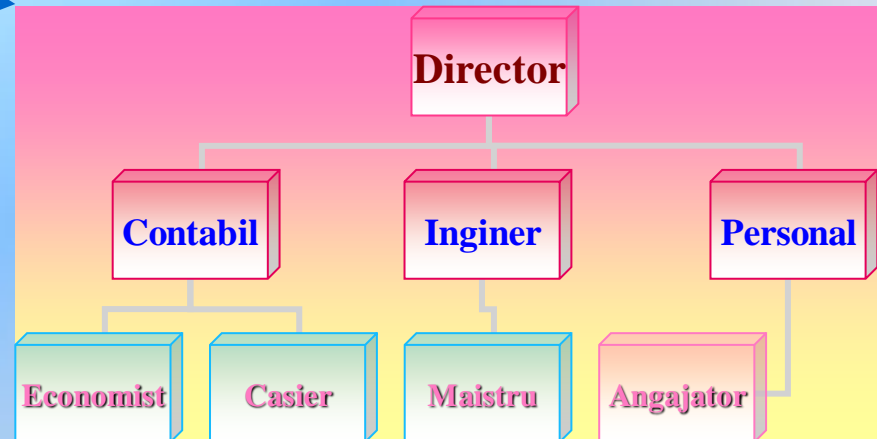 Director
Contabil
Inginer
Personal
Economist
Casier
Maistru
Angajator